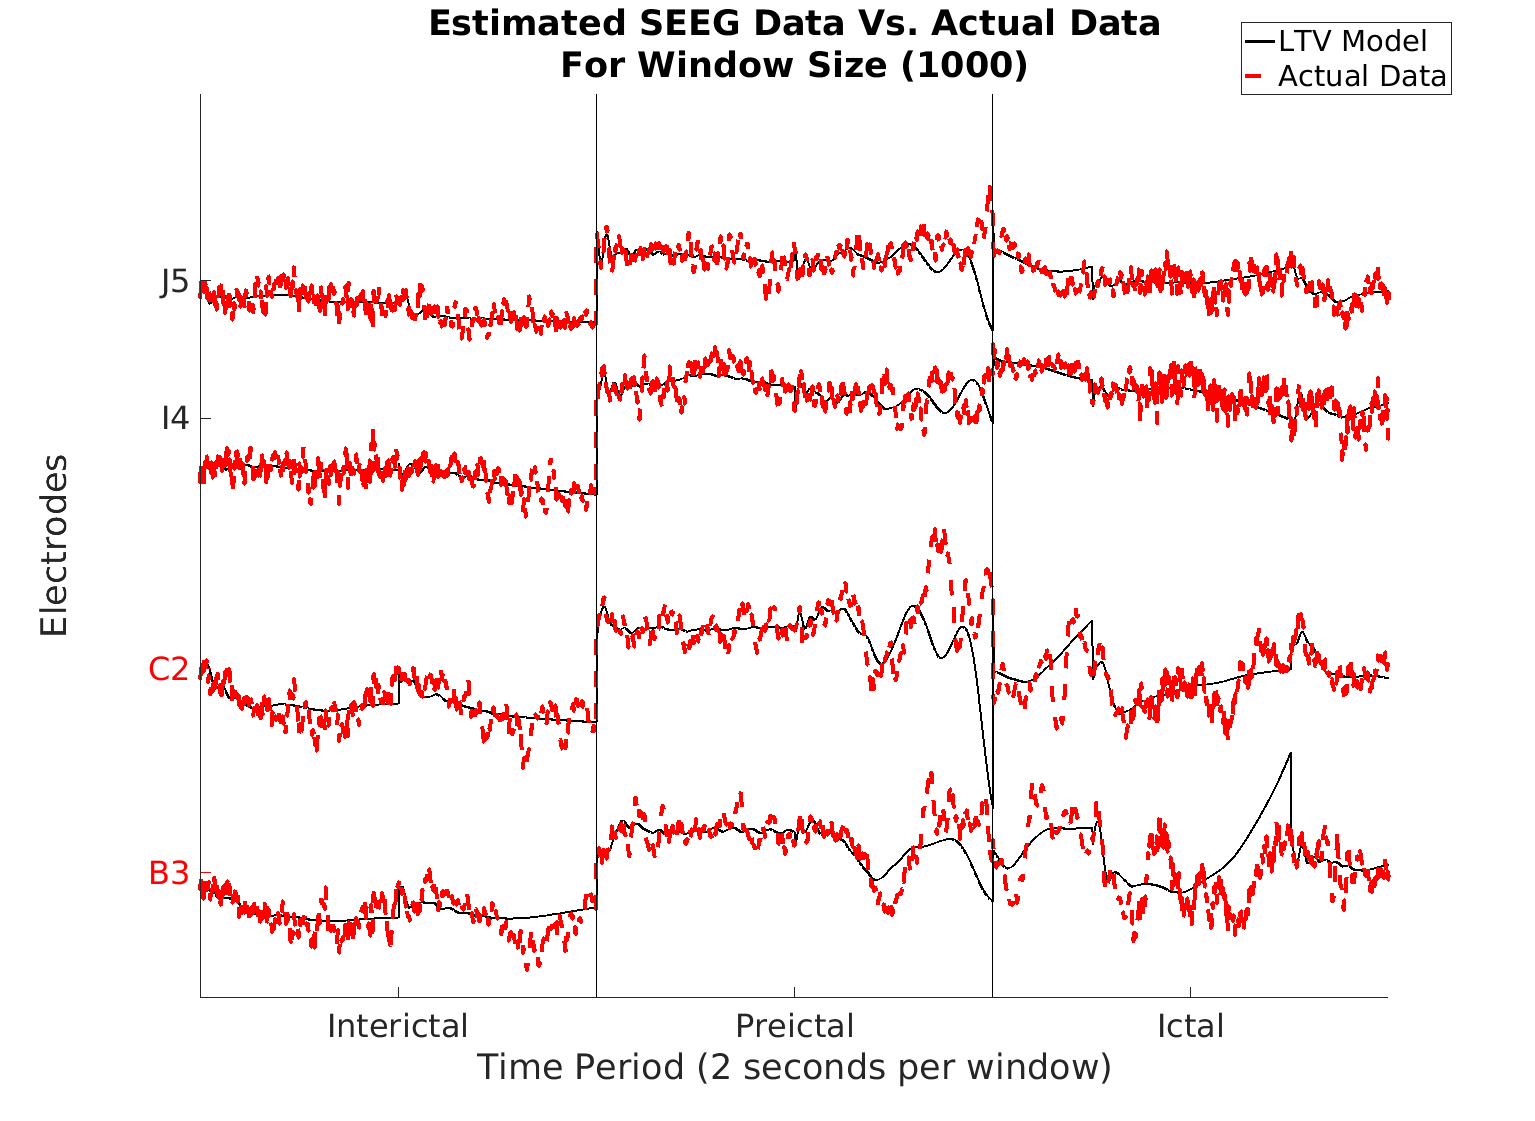 Estimated SEEG Data Vs. Actual Data
For Window Size (1000)
LTV Model
Actual Data
J5
I4
C2
B3
Electrodes
Interictal
Preictal
Ictal
Time Period (2 seconds per window)